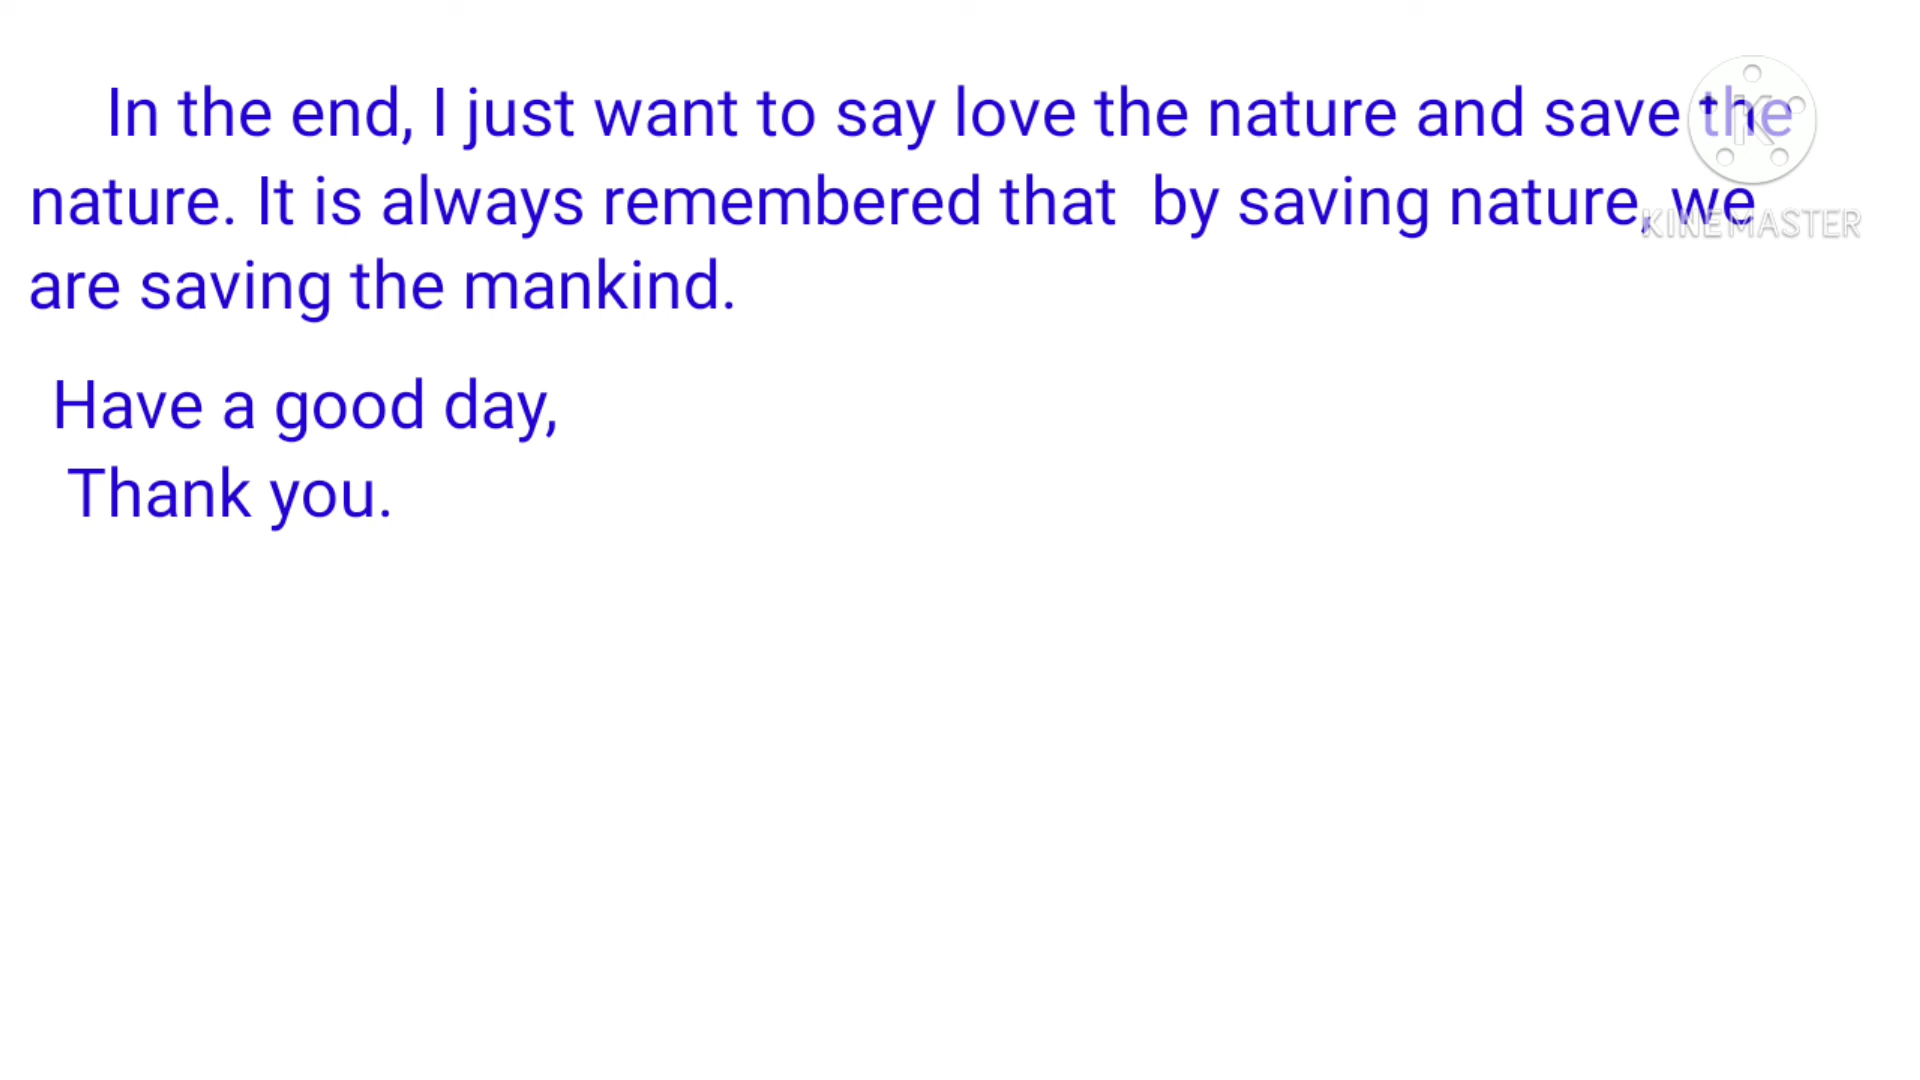 In the end, I just want to say love the nature and save the
nature. It is always remembered that by saving nature, we
are saving the mankind.
Have a good day,
Thank you.
K
KINEMASTER